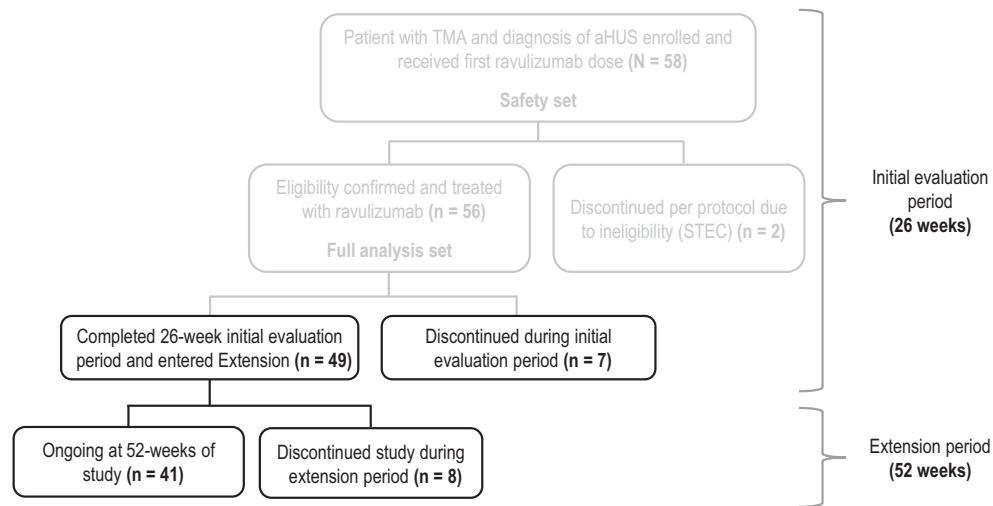 Patient with TMA and diagnosis of aHUS enrolled and
received first ravulizumab dose (N = 58)
Safety set
Eligibility confirmed and treated
with ravulizumab (n = 56)
Full analysis set
Discontinued per protocol due
to ineligibility (STEC) (n = 2)
Initial evaluation
period
(26 weeks)
Completed 26-week initial evaluation
period and entered Extension (n = 49)
Discontinued during initial
evaluation period (n = 7)
Ongoing at 52-weeks of
study (n = 41)
Discontinued study during
extension period (n = 8)
Extension period
(52 weeks)